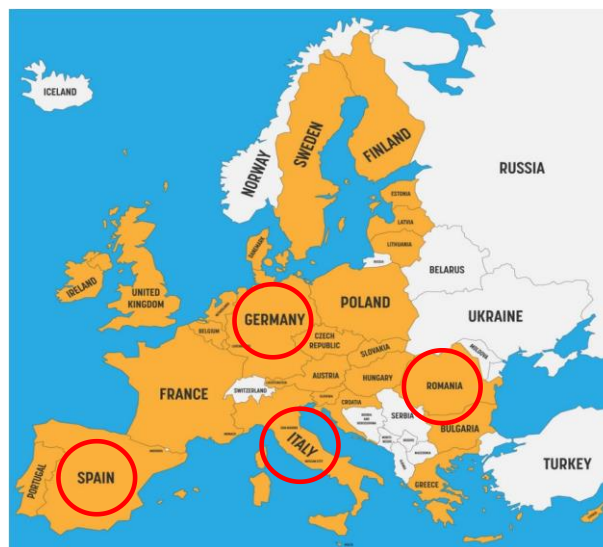 ICELAND
NORWAY
SWEDEN
FINLAND
RUSSIA
ESTONIA
LATVIA
LITHUANIA
DENMARK
BELARUS
IRELAND
UNITED
KINGDOM
GERMANY
POLAND
UKRAINE
BELGIUM
CZECH
REPUBLIC
SLOVAKIA
MOLDOVA
FRANCE
SWITZERLAND
AUSTRIA
HUNGARY
ROMANIA
CROATIA
SERBIA
BULGARIA
ITALY
PORTUGAL
SPAIN
GREECE
TURKEY